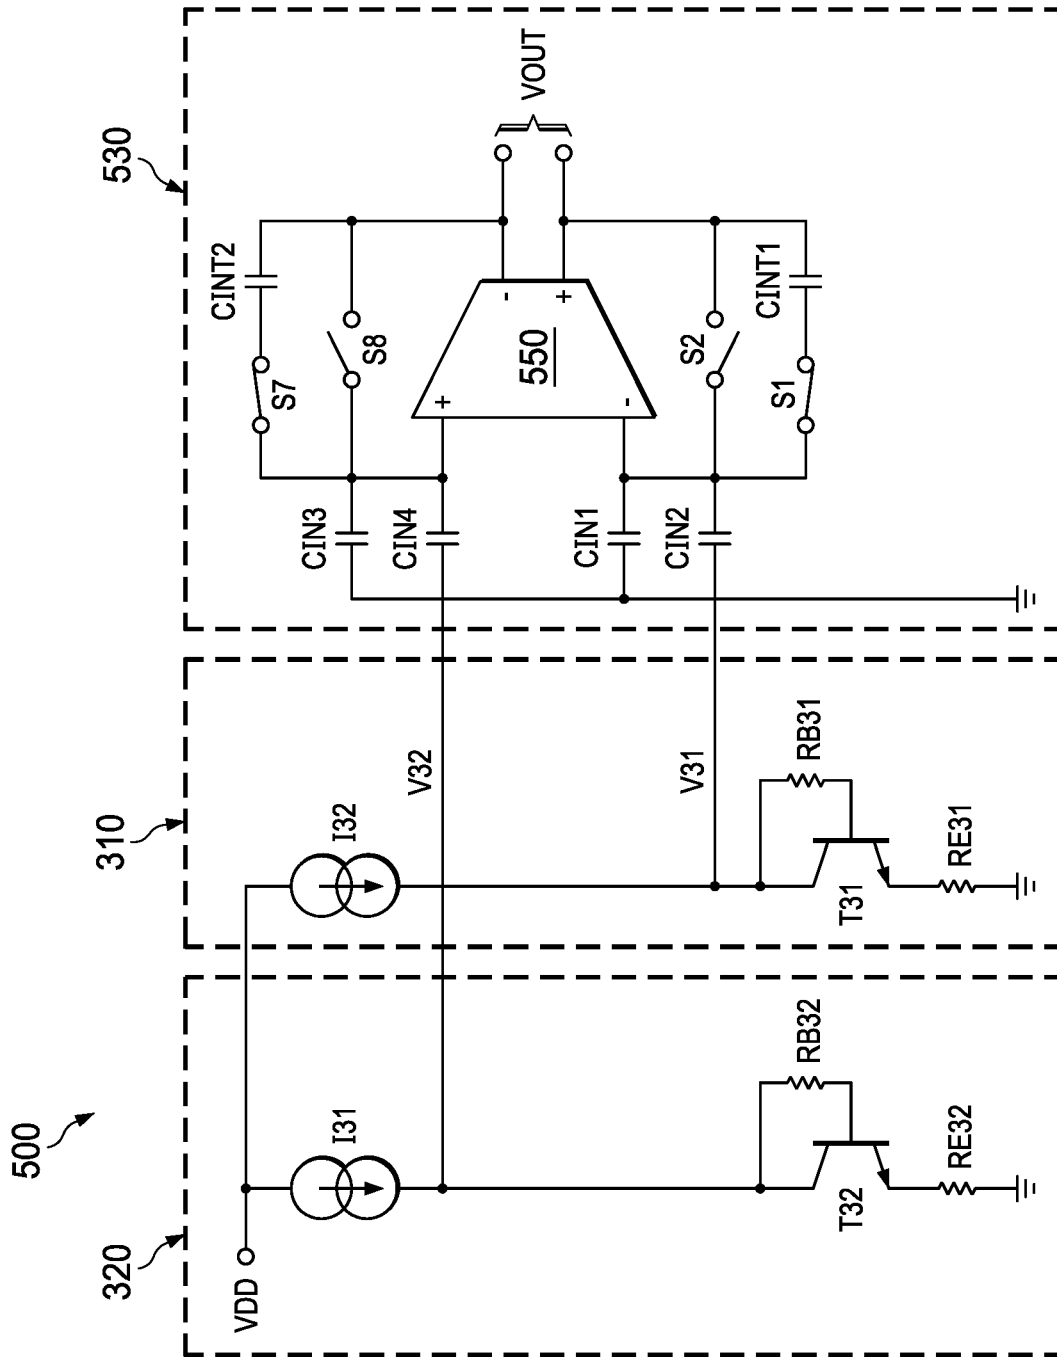 500
320
310
530
VDD
I31
V32
RB32
T32
RE32
I32
V31
RB31
T31
RE31
CINT2
S7
S8
CIN3
CIN4
+
-
550
-
+
VOUT
CIN1
CIN2
S2
S1
CINT1